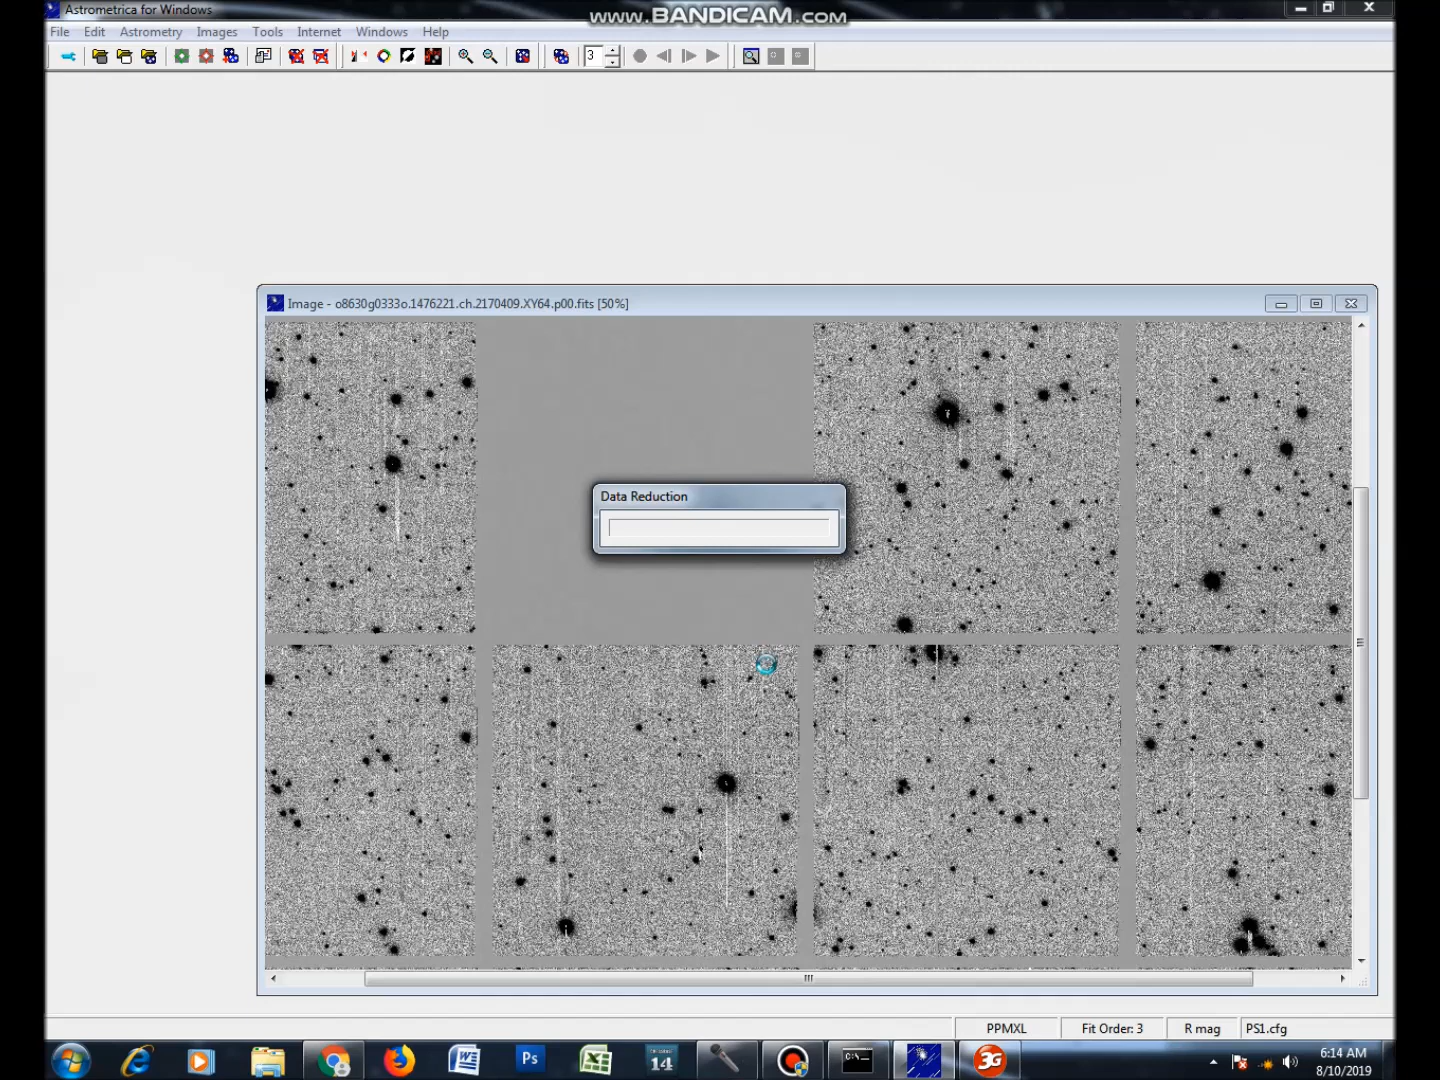 Astrometrica for Windows
www.BANDICAM.com
File Edit Astrometry Images Tools Internet Windows Help
3
Image - o8630g0333o.1476221.ch.2170409.XY64.p00.fits [50%]
Data Reduction
PPMXL Fit Order: 3 R mag PS1.cfg
Ps
14
C:\_
3G
6:14 AM
8/10/2019